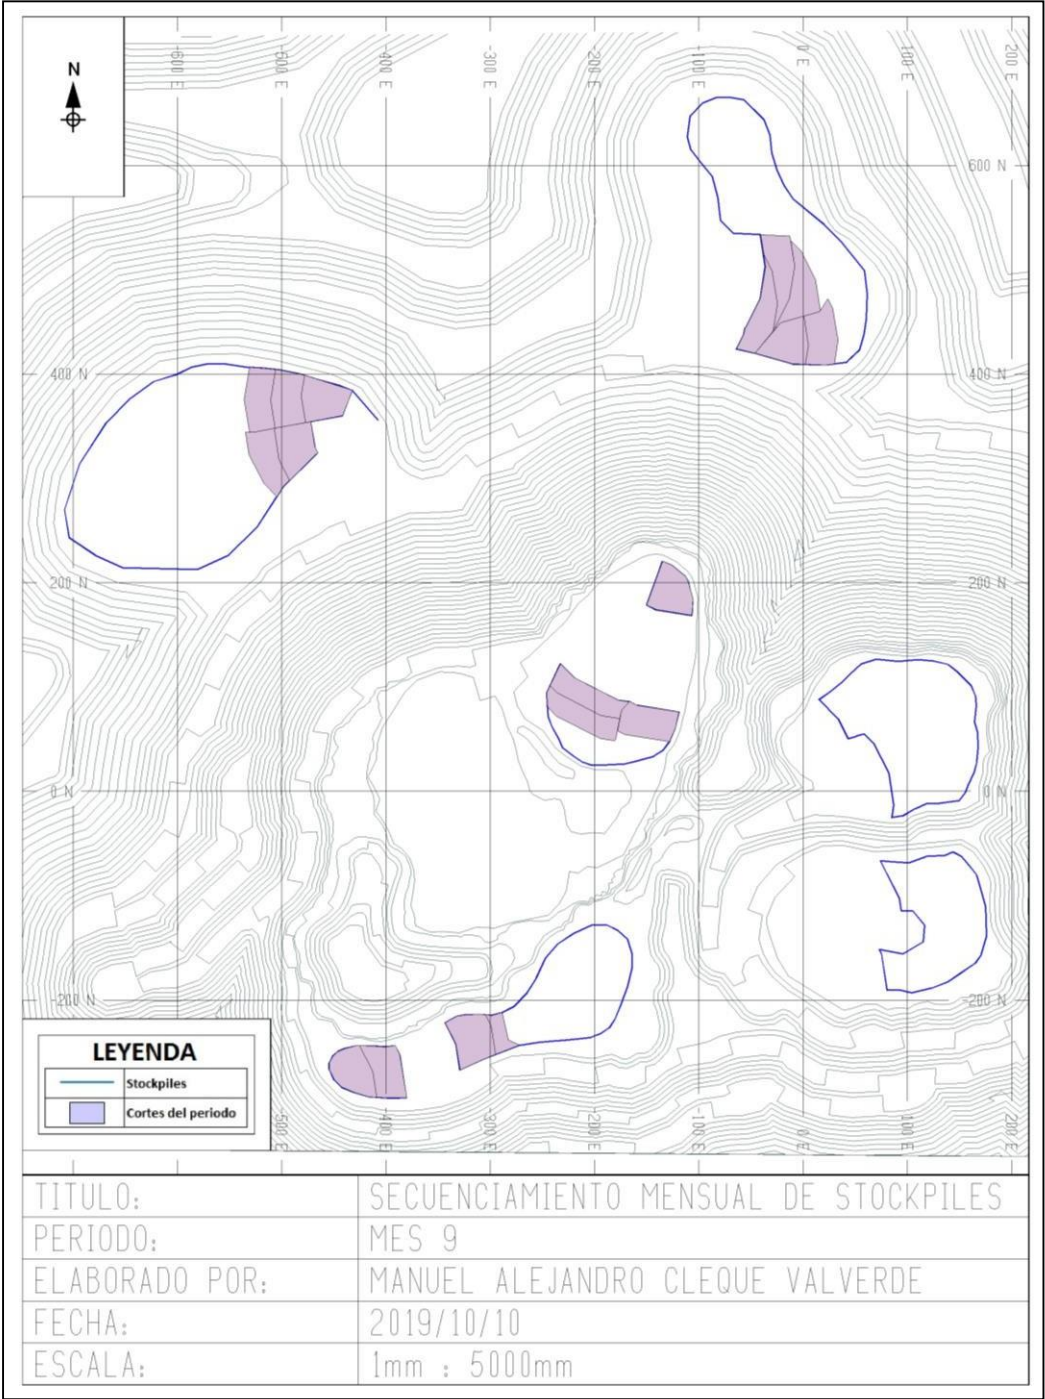 N
-600 E
-500 E
-400 E
-300 E
-200 E
-100 E
0 E
100 E
200 E
600 N
600 N
400 N
400 N
200 N
200 N
0 N
0 N
-200 N
-200 N
LEYENDA
Stockpiles
Cortes del periodo
-500 E
-400 E
-300 E
-200 E
-100 E
0 E
100 E
200 E
TITULO: SECUENCIAMIENTO MENSUAL DE STOCKPILES
PERIODO: MES 9
ELABORADO POR: MANUEL ALEJANDRO CLEQUE VALVERDE
FECHA: 2019/10/10
ESCALA: 1mm : 5000mm